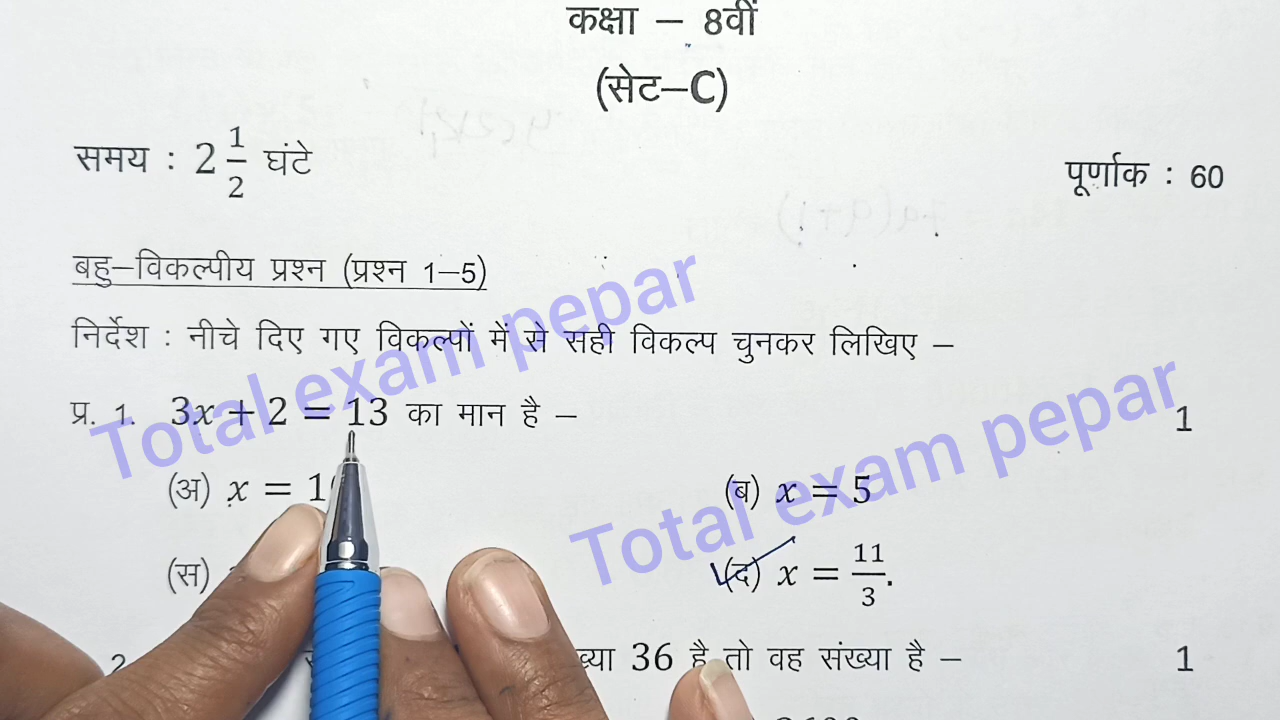 कक्षा – 8वीं
(सेट–C)
समय : 2 1/2 घंटे
पूर्णाक : 60
बहु–विकल्पीय प्रश्न (प्रश्न 1–5)
निर्देश : नीचे दिए गए विकल्पों में से सही विकल्प चुनकर लिखिए –
प्र. 1. 3x + 2 = 13 का मान है – 1
(अ) x = (ब) x = 5
(स) (द) x = 11/3.
36 है तो वह संख्या है – 1
Total exam pepar
Total exam pepar